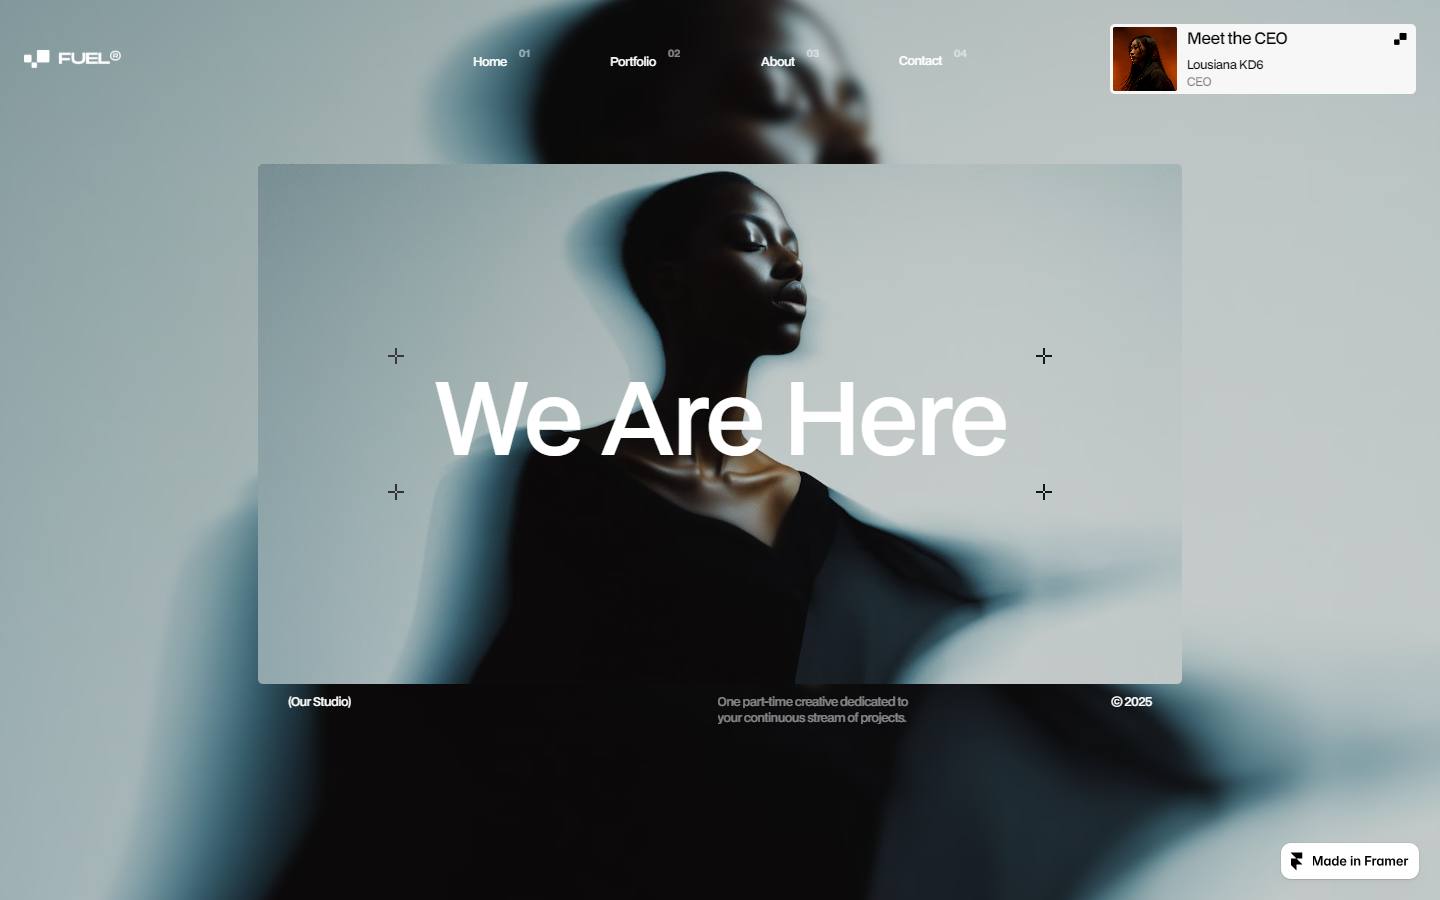 FUEL®
Home 01
Portfolio 02
About 03
Contact 04
Meet the CEO
Lousiana KD6
CEO
We Are Here
(Our Studio)
One part-time creative dedicated to
your continuous stream of projects.
© 2025
Made in Framer